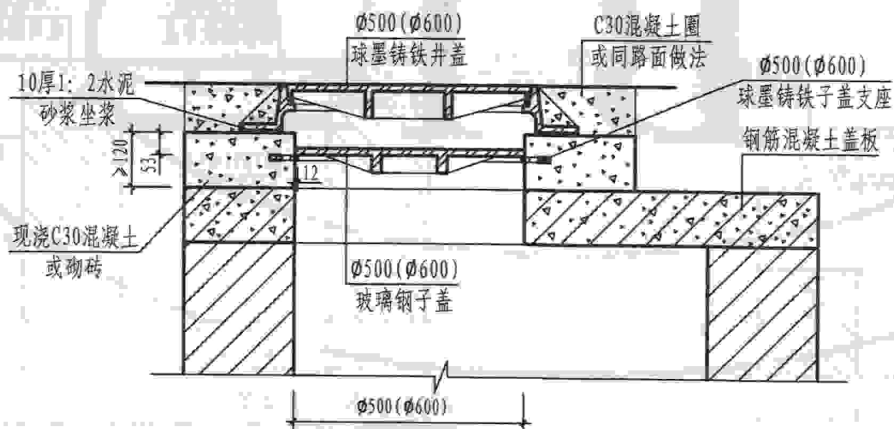 Ø500(Ø600)
球墨铸铁井盖
C30混凝土圈
或同路面做法
10厚1：2水泥
砂浆坐浆
Ø500(Ø600)
球墨铸铁子盖支座
钢筋混凝土盖板
≥120
53
12
现浇C30混凝土
或砌砖
Ø500(Ø600)
玻璃钢子盖
Ø500(Ø600)